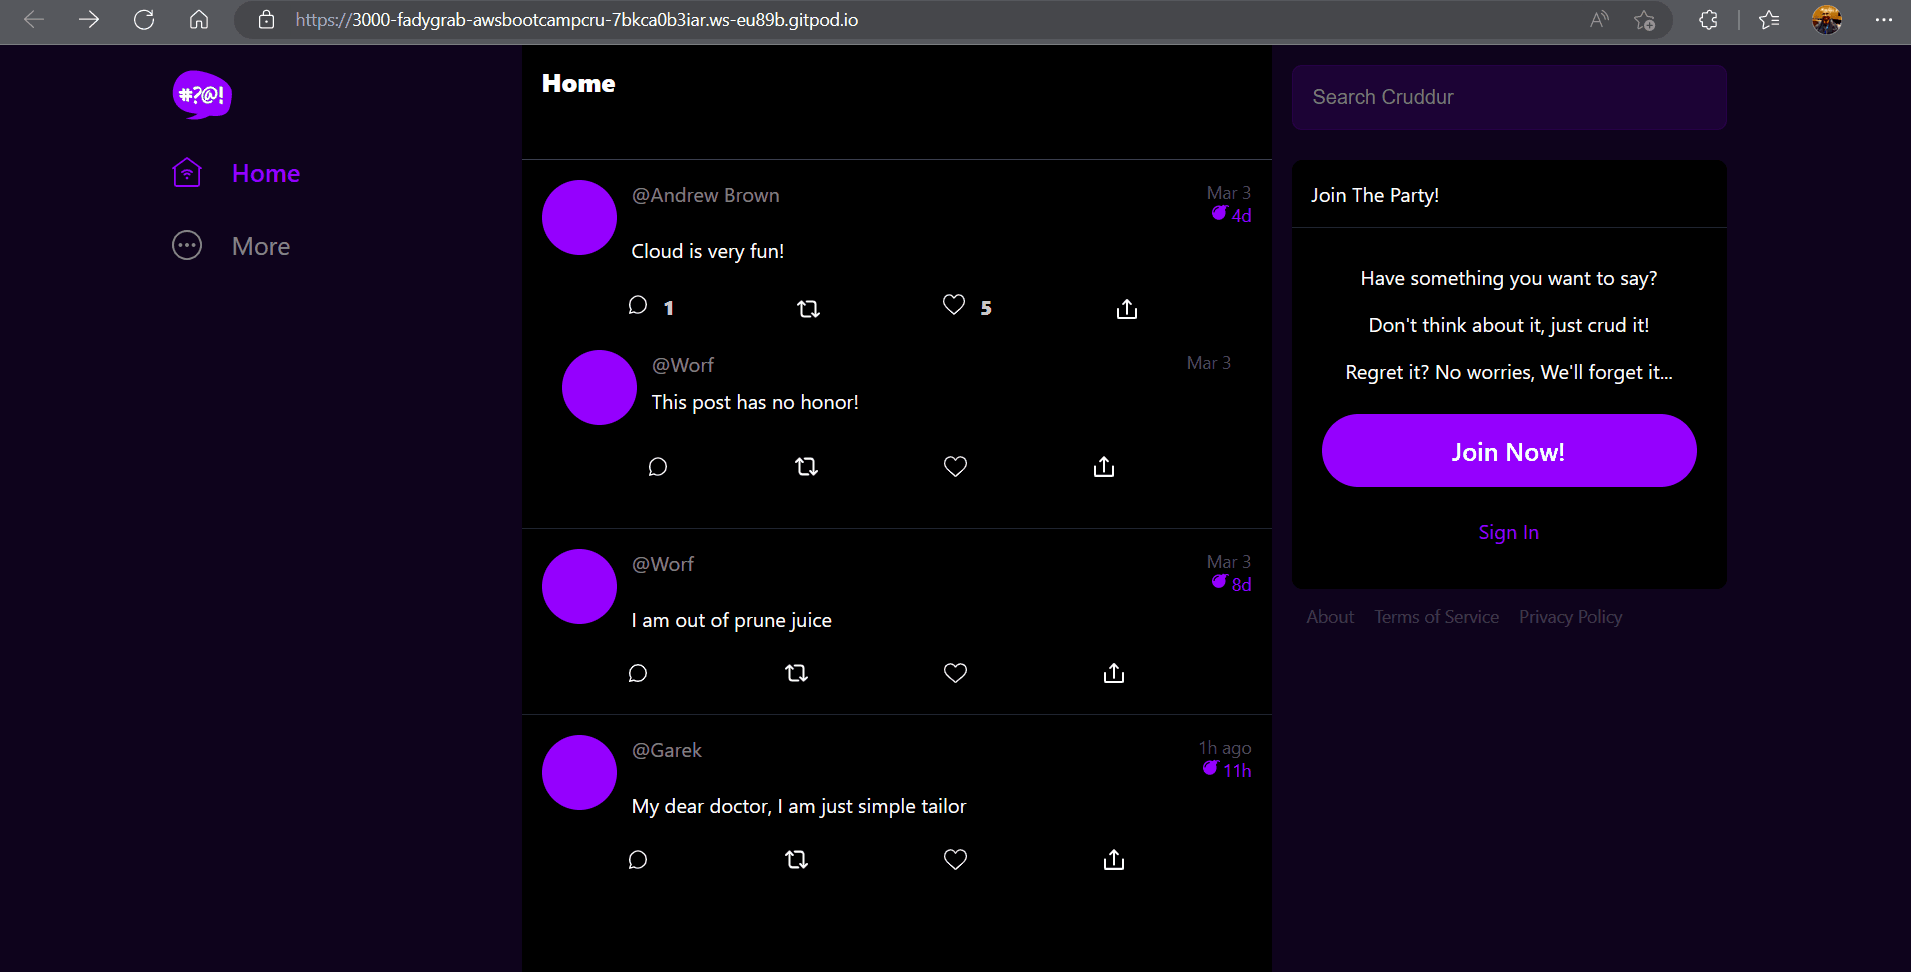 https://3000-fadygrab-awsbootcampcru-7bkca0b3iar.ws-eu89b.gitpod.io
#?@!
Home
More
Home
@Andrew Brown
Mar 3
4d
Cloud is very fun!
1
5
@Worf
Mar 3
This post has no honor!
@Worf
Mar 3
8d
I am out of prune juice
@Garek
1h ago
11h
My dear doctor, I am just simple tailor
Search Cruddur
Join The Party!
Have something you want to say?
Don't think about it, just crud it!
Regret it? No worries, We'll forget it...
Join Now!
Sign In
About Terms of Service Privacy Policy